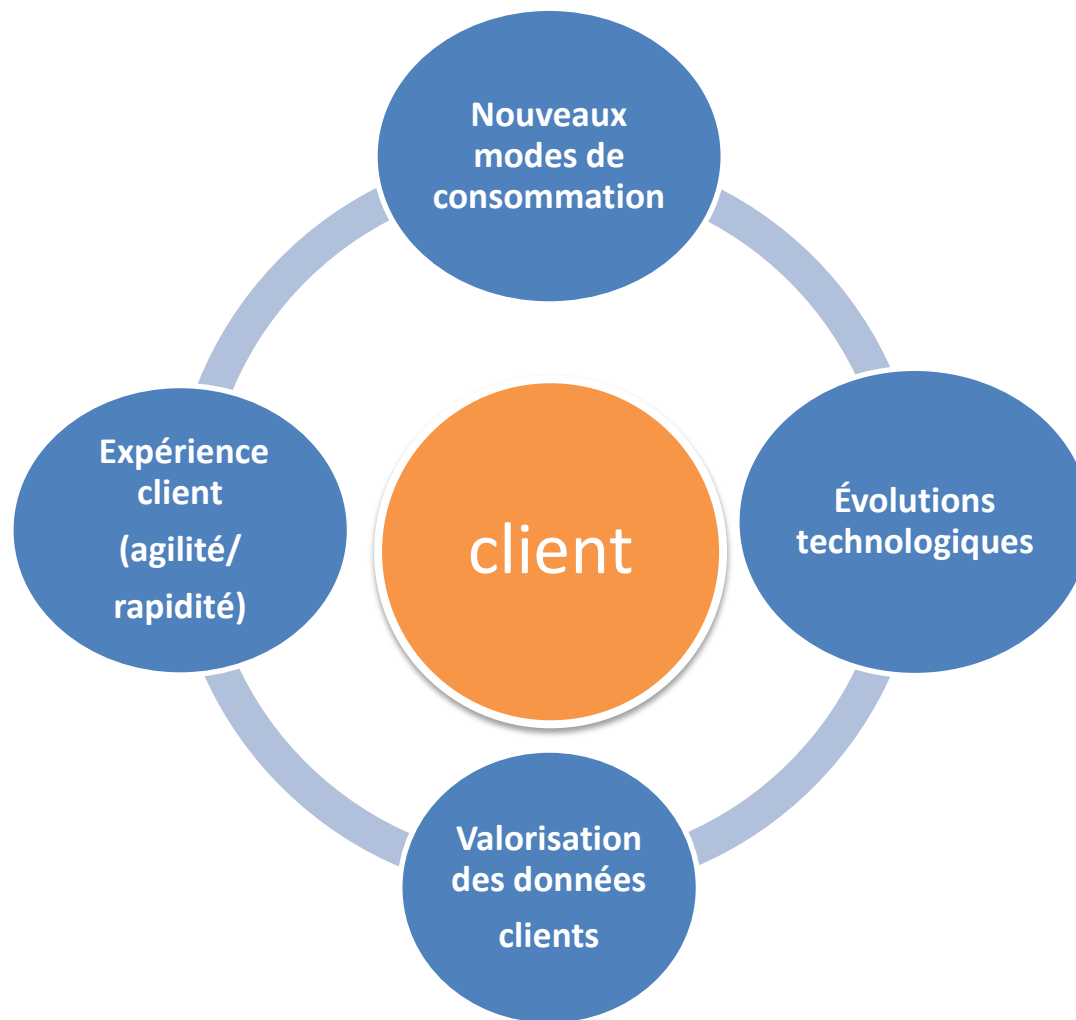 Nouveaux
modes de
consommation
Expérience
client
(agilité/
rapidité)
client
Évolutions
technologiques
Valorisation
des données
clients